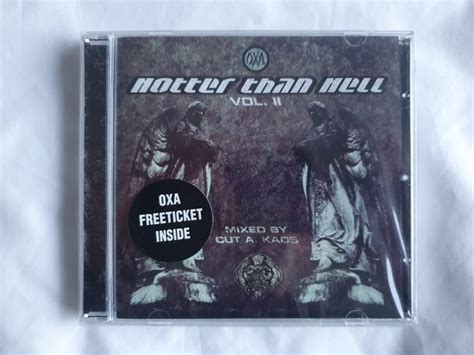 OXA
Hotter than Hell
VOL. II
OXA
FREETICKET
INSIDE
MIXED BY
CUT A. KAOS